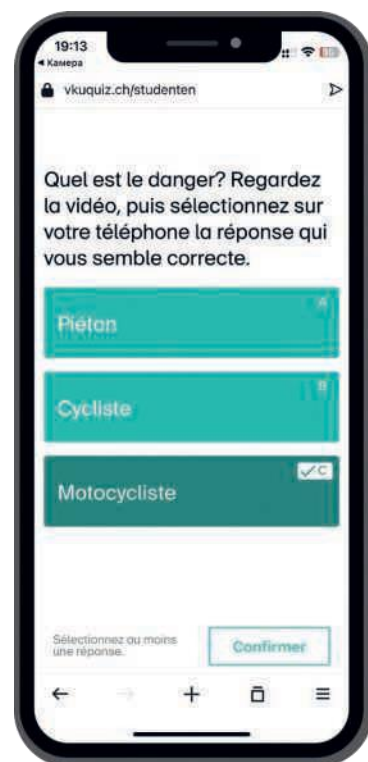 19:13
◀ Камера
vkuquiz.ch/studenten
Quel est le danger? Regardez
la vidéo, puis sélectionnez sur
votre téléphone la réponse qui
vous semble correcte.
A
Piéton
B
Cycliste
C
Motocycliste
Sélectionnez au moins
une réponse.
Confirmer